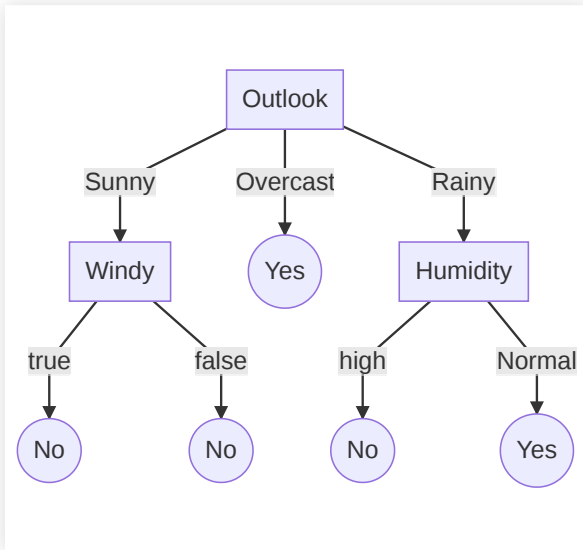 Outlook
Sunny Overcast Rainy
Windy Yes Humidity
true false high Normal
No No No Yes